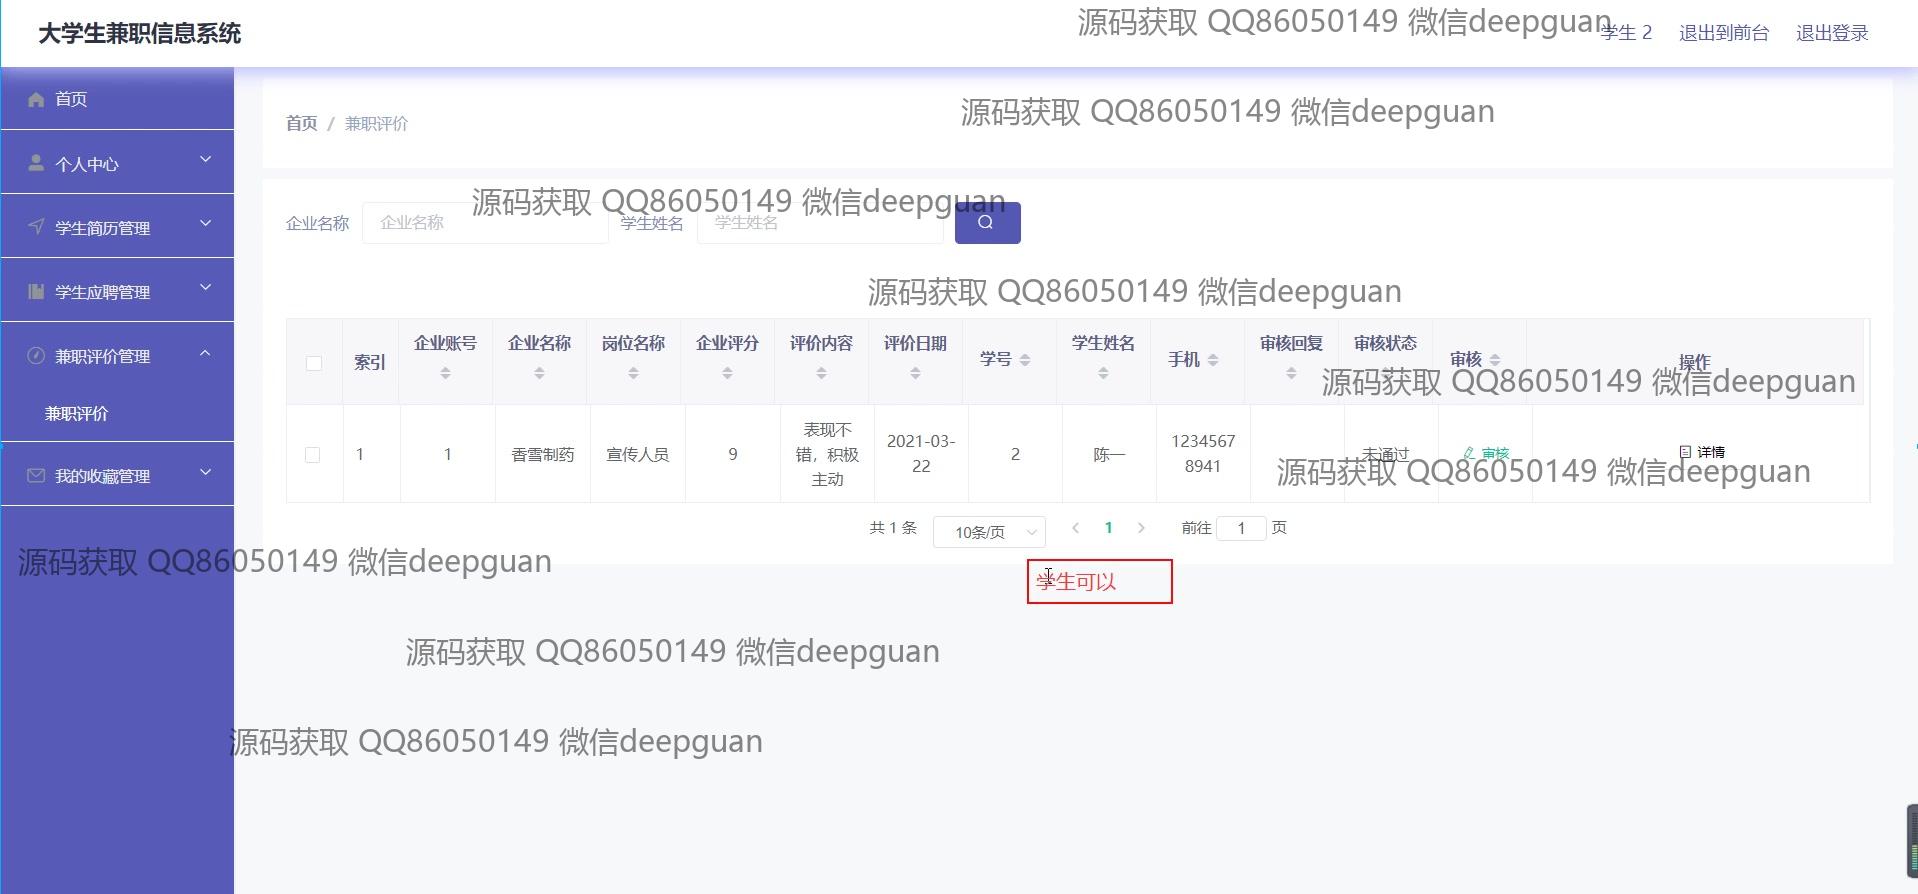 大学生兼职信息系统
源码获取 QQ86050149 微信deepguan
学生 2 退出到前台 退出登录
首页
个人中心
学生简历管理
学生应聘管理
兼职评价管理
兼职评价
我的收藏管理
首页 / 兼职评价
源码获取 QQ86050149 微信deepguan
源码获取 QQ86050149 微信deepguan
企业名称 企业名称 学生姓名 学生姓名
源码获取 QQ86050149 微信deepguan
索引 企业账号 企业名称 岗位名称 企业评分 评价内容 评价日期 学号 学生姓名 手机 审核回复 审核状态 审核 操作
源码获取 QQ86050149 微信deepguan
1 1 香雪制药 宣传人员 9 表现不 2021-03- 2 陈一 1234567 未通过 审核 详情
错，积极 22 8941
主动
源码获取 QQ86050149 微信deepguan
共 1 条 10条/页 1 前往 1 页
源码获取 QQ86050149 微信deepguan
学生可以
源码获取 QQ86050149 微信deepguan
源码获取 QQ86050149 微信deepguan